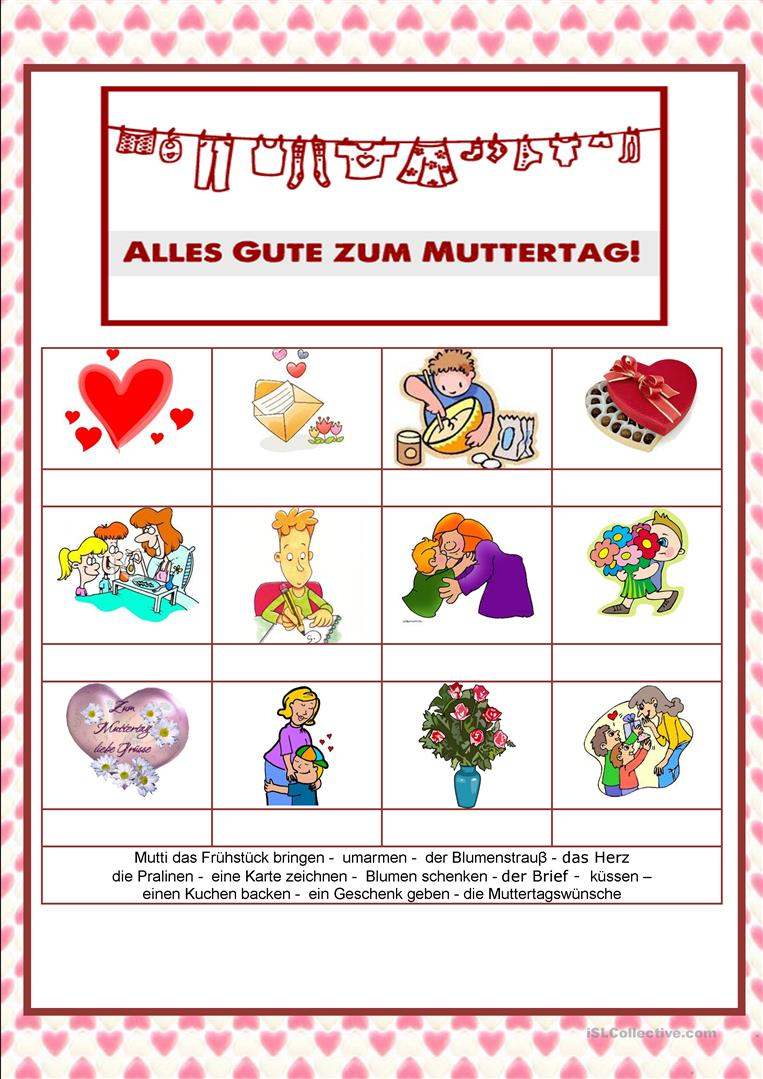 ALLES GUTE ZUM MUTTERTAG!
Zum
Muttertag
liebe Grüsse
Mutti das Frühstück bringen - umarmen - der Blumenstrauβ - das Herz
die Pralinen - eine Karte zeichnen - Blumen schenken - der Brief - küssen –
einen Kuchen backen - ein Geschenk geben - die Muttertagswünsche
iSLCollective.com